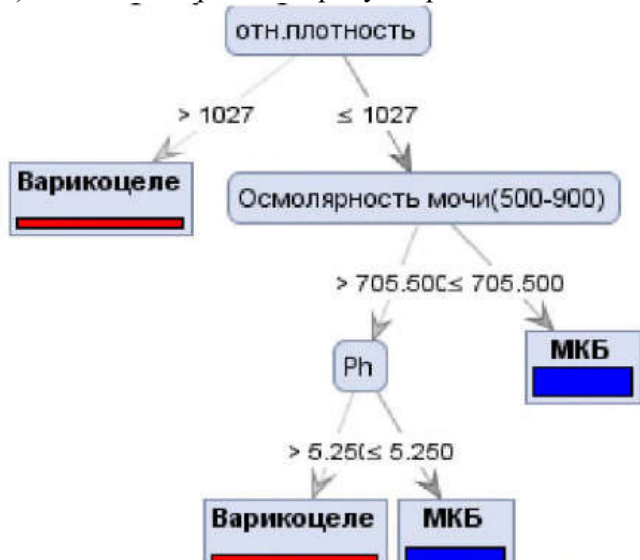 отн.плотность
> 1027
≤ 1027
Варикоцеле
Осмолярность мочи(500-900)
> 705.500
≤ 705.500
МКБ
Ph
> 5.250
≤ 5.250
Варикоцеле
МКБ